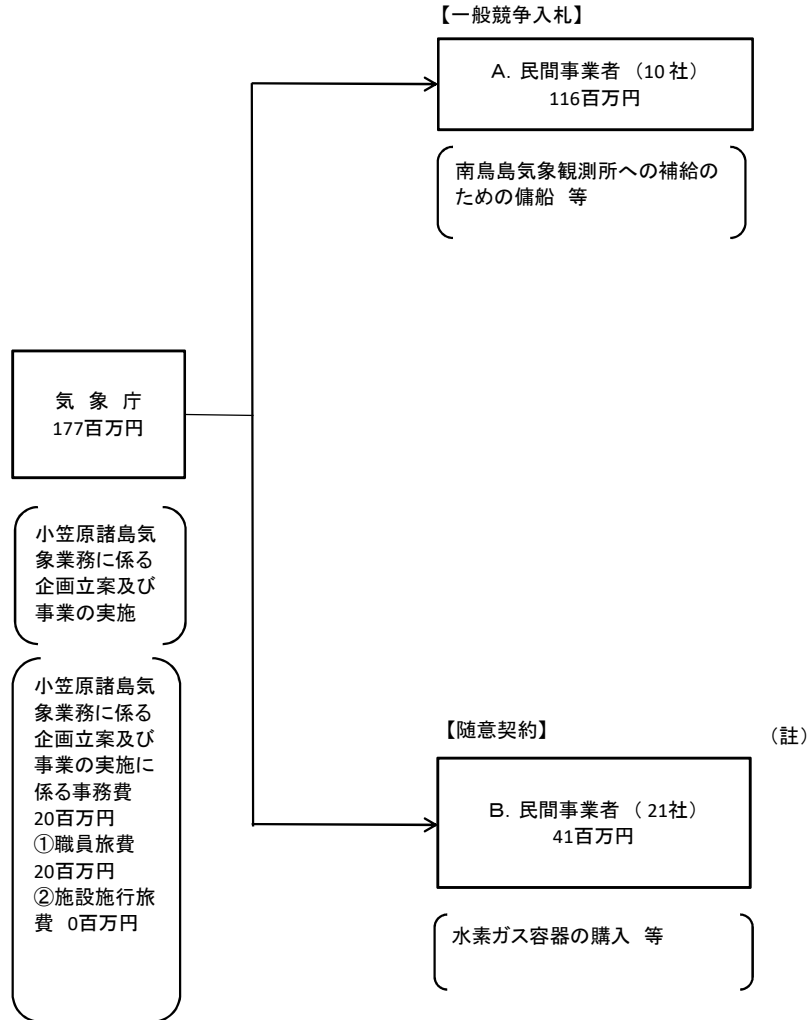 【一般競争入札】
A. 民間事業者 （10 社）
116百万円
南鳥島気象観測所への補給の
ための傭船 等
気 象 庁
177百万円
小笠原諸島気
象業務に係る
企画立案及び
事業の実施
小笠原諸島気
象業務に係る
企画立案及び
事業の実施に
係る事務費
20百万円
①職員旅費
20百万円
②施設施行旅
費 0百万円
【随意契約】
（註）
B. 民間事業者 （ 21社）
41百万円
水素ガス容器の購入 等